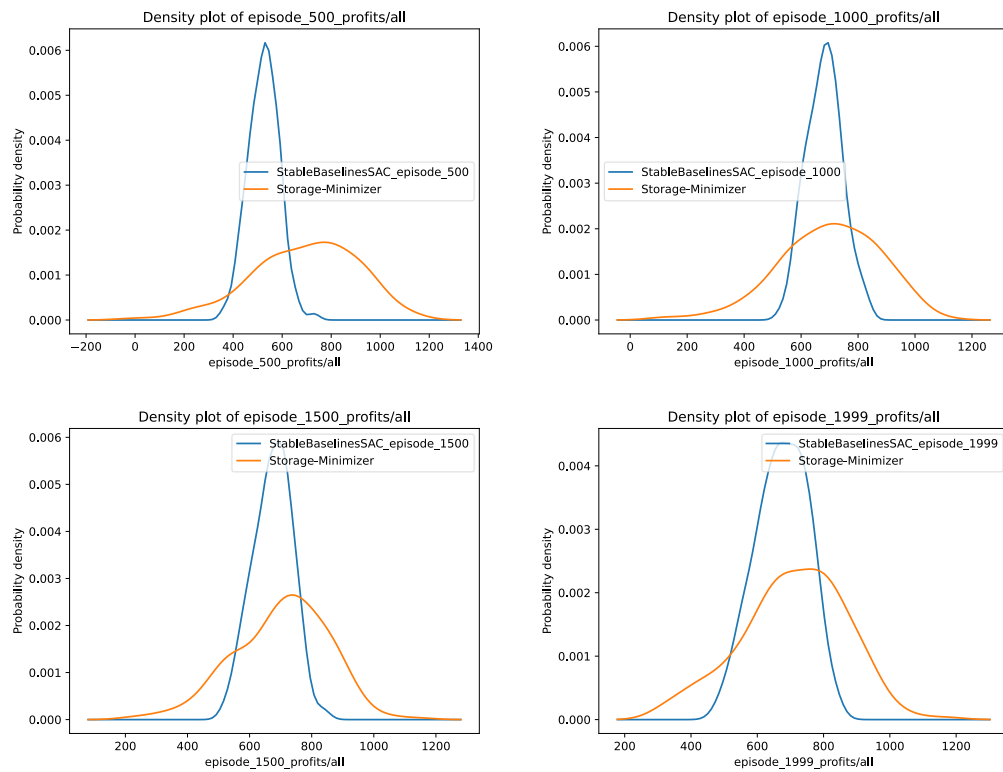 Density plot of episode_500_profits/all
Probability density
0.006
0.005
0.004
0.003
0.002
0.001
0.000
StableBaselinesSAC_episode_500
Storage-Minimizer
−200 0 200 400 600 800 1000 1200 1400
episode_500_profits/all
Density plot of episode_1000_profits/all
Probability density
0.006
0.005
0.004
0.003
0.002
0.001
0.000
StableBaselinesSAC_episode_1000
Storage-Minimizer
0 200 400 600 800 1000 1200
episode_1000_profits/all
Density plot of episode_1500_profits/all
Probability density
0.006
0.005
0.004
0.003
0.002
0.001
0.000
StableBaselinesSAC_episode_1500
Storage-Minimizer
200 400 600 800 1000 1200
episode_1500_profits/all
Density plot of episode_1999_profits/all
Probability density
0.004
0.003
0.002
0.001
0.000
StableBaselinesSAC_episode_1999
Storage-Minimizer
200 400 600 800 1000 1200
episode_1999_profits/all